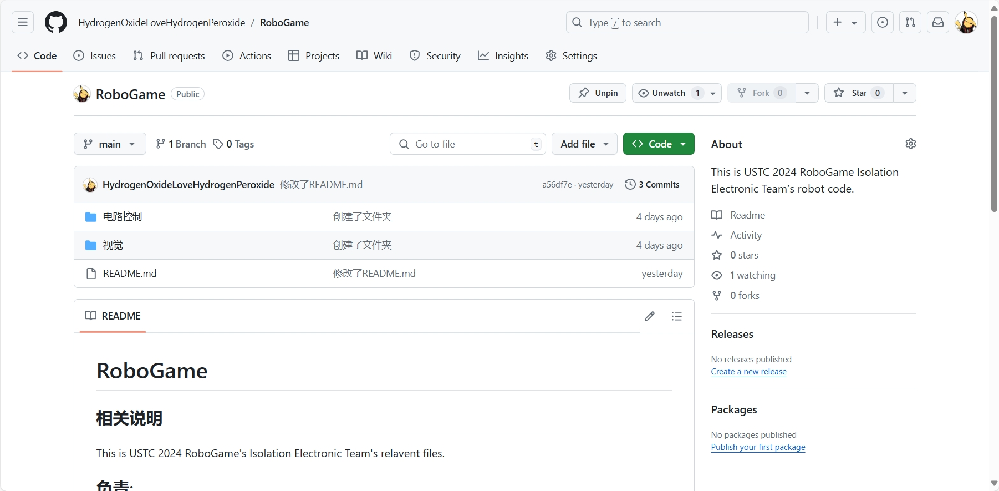 HydrogenOxideLoveHydrogenPeroxide / RoboGame
Type / to search
Code Issues Pull requests Actions Projects Wiki Security Insights Settings
RoboGame Public
Unpin Unwatch 1 Fork 0 Star 0
main 1 Branch 0 Tags
Go to file t Add file Code
HydrogenOxideLoveHydrogenPeroxide 修改了README.md a56df7e · yesterday 3 Commits
电路控制 创建了文件夹 4 days ago
视觉 创建了文件夹 4 days ago
README.md 修改了README.md yesterday
README
RoboGame
相关说明
This is USTC 2024 RoboGame's Isolation Electronic Team's relavent files.
负责:
About
This is USTC 2024 RoboGame Isolation
Electronic Team‘s robot code.
Readme
Activity
0 stars
1 watching
0 forks
Releases
No releases published
Create a new release
Packages
No packages published
Publish your first package